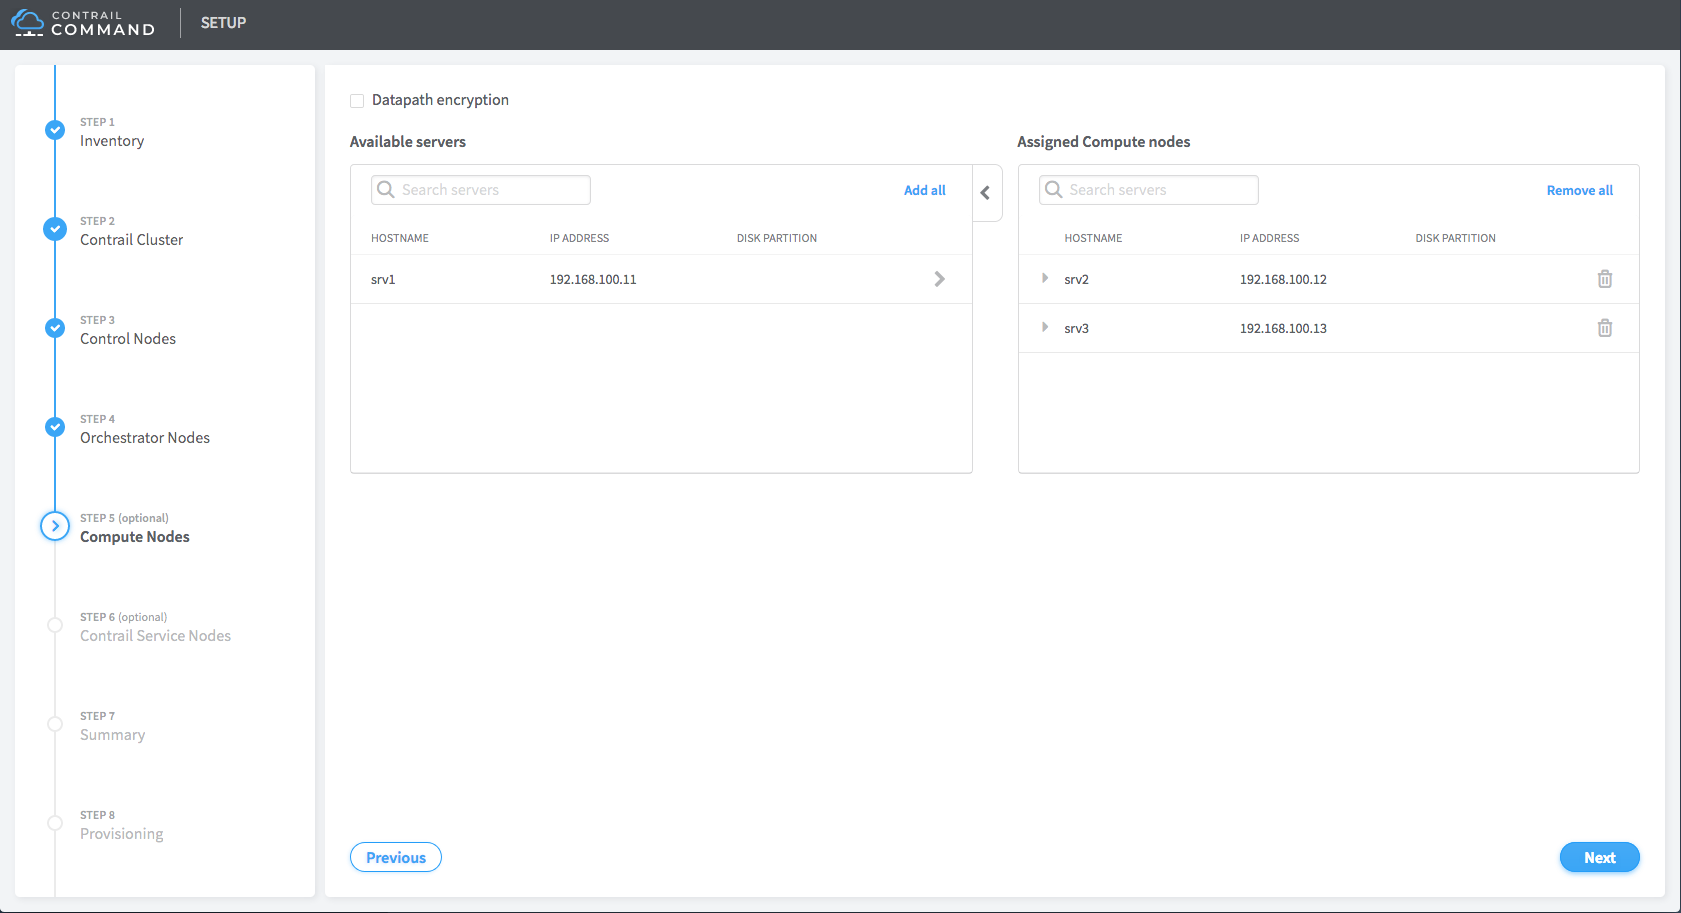 CONTRAIL
COMMAND
SETUP
STEP 1
Inventory
STEP 2
Contrail Cluster
STEP 3
Control Nodes
STEP 4
Orchestrator Nodes
STEP 5 (optional)
Compute Nodes
STEP 6 (optional)
Contrail Service Nodes
STEP 7
Summary
STEP 8
Provisioning
Datapath encryption
Available servers
Search servers
Add all
HOSTNAME IP ADDRESS DISK PARTITION
srv1 192.168.100.11
Assigned Compute nodes
Search servers
Remove all
HOSTNAME IP ADDRESS DISK PARTITION
srv2 192.168.100.12
srv3 192.168.100.13
Previous
Next